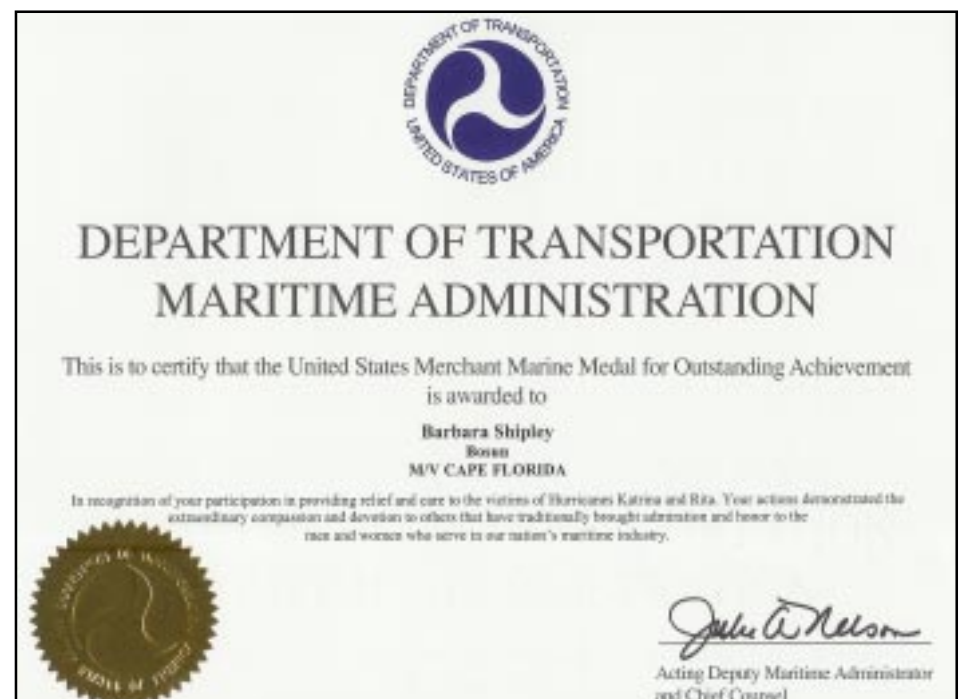 DEPARTMENT OF TRANSPORTATION
UNITED STATES OF AMERICA
DEPARTMENT OF TRANSPORTATION
MARITIME ADMINISTRATION
This is to certify that the United States Merchant Marine Medal for Outstanding Achievement
is awarded to
Barbara Shipley
Bosun
M/V CAPE FLORIDA
In recognition of your participation in providing relief and care to the victims of Hurricanes Katrina and Rita. Your actions demonstrated the
extraordinary compassion and devotion to others that have traditionally brought admiration and honor to the
men and women who serve in our nation's maritime industry.
Julie A Nelson
Acting Deputy Maritime Administrator
and Chief Counsel